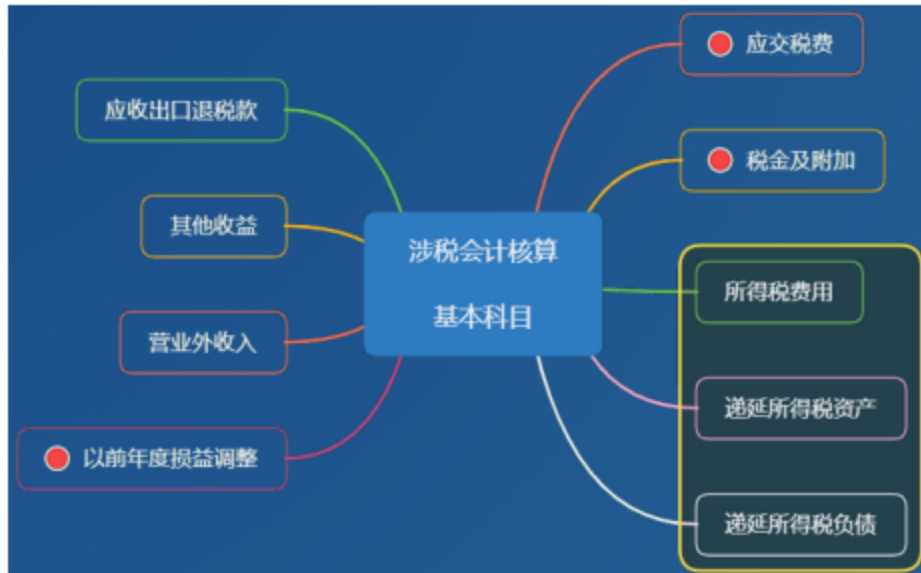 涉税会计核算
基本科目
应交税费
税金及附加
所得税费用
递延所得税资产
递延所得税负债
应收出口退税款
其他收益
营业外收入
以前年度损益调整